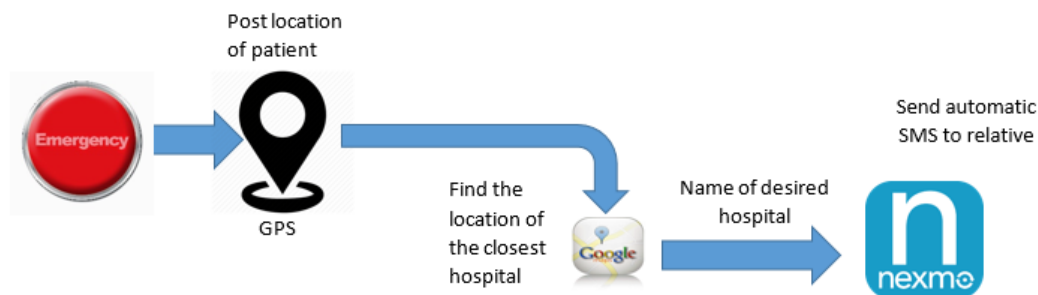 Post location
of patient
Emergency
GPS
Find the
location of
the closest
hospital
Google
Name of desired
hospital
Send automatic
SMS to relative
n
nexmo